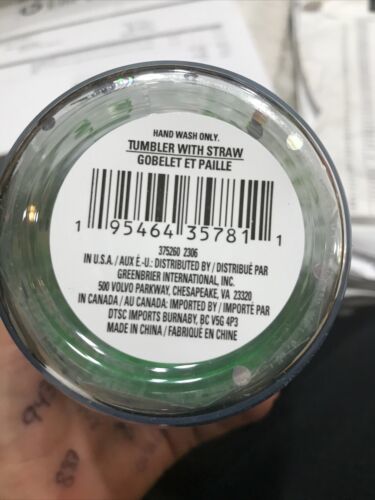 HAND WASH ONLY.
TUMBLER WITH STRAW
GOBELET ET PAILLE
1 95464 35781 1
375260 2306
IN U.S.A./ AUX É.-U.: DISTRIBUTED BY / DISTRIBUÉ PAR
GREENBRIER INTERNATIONAL, INC.
500 VOLVO PARKWAY, CHESAPEAKE, VA 23320
IN CANADA / AU CANADA: IMPORTED BY / IMPORTÉ PAR
DTSC IMPORTS BURNABY, BC V5G 4P3
MADE IN CHINA / FABRIQUÉ EN CHINE